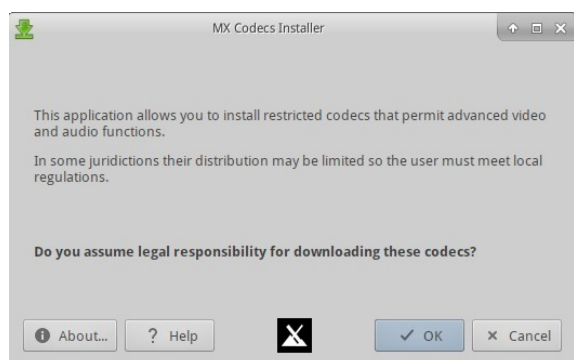 MX Codecs Installer
This application allows you to install restricted codecs that permit advanced video
and audio functions.
In some juridictions their distribution may be limited so the user must meet local
regulations.
Do you assume legal responsibility for downloading these codecs?
About...
? Help
OK
Cancel